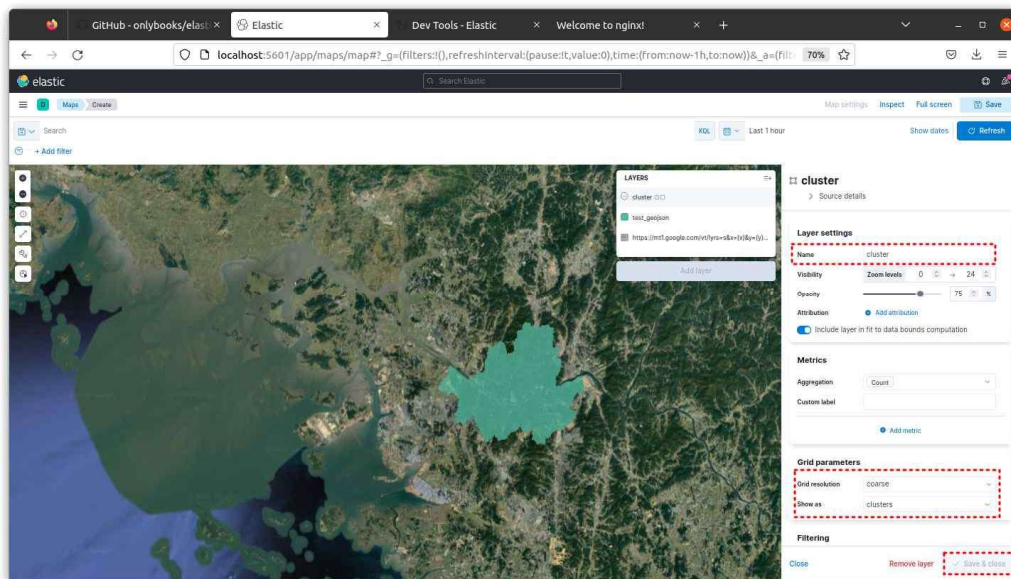 GitHub - onlybooks/elast
Elastic
Dev Tools - Elastic
Welcome to nginx!
localhost:5601/app/maps/map#?_g=(filters:!(),refreshInterval:(pause:!t,value:0),time:(from:now-1h,to:now))&_a=(filt
70%
elastic
Search Elastic
D
Maps
Create
Map settings
Inspect
Full screen
Save
Search
KQL
Last 1 hour
Show dates
Refresh
+ Add filter
LAYERS
cluster
test_geojson
https://mt1.google.com/vt/lyrs=s&x={x}&y={y}...
Add layer
cluster
Source details
Layer settings
Name cluster
Visibility Zoom levels 0 → 24
Opacity 75 %
Attribution Add attribution
Include layer in fit to data bounds computation
Metrics
Aggregation Count
Custom label
Add metric
Grid parameters
Grid resolution coarse
Show as clusters
Filtering
Close
Remove layer
Save & close